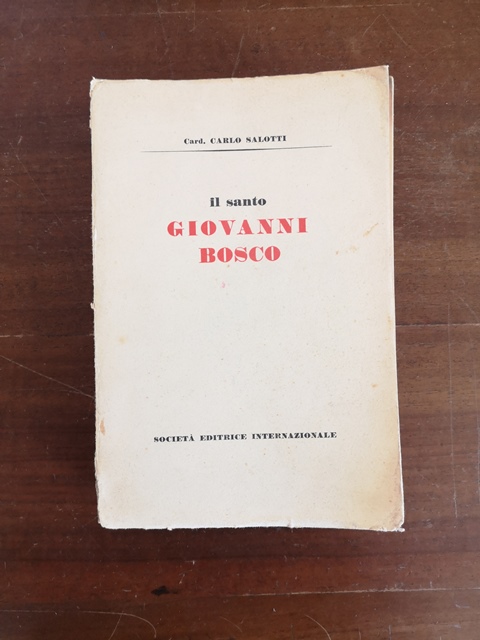 Card. CARLO SALOTTI
il santo
GIOVANNI
BOSCO
SOCIETÀ EDITRICE INTERNAZIONALE